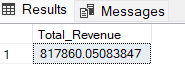 Results Messages
Total_Revenue
1 817860.05083847